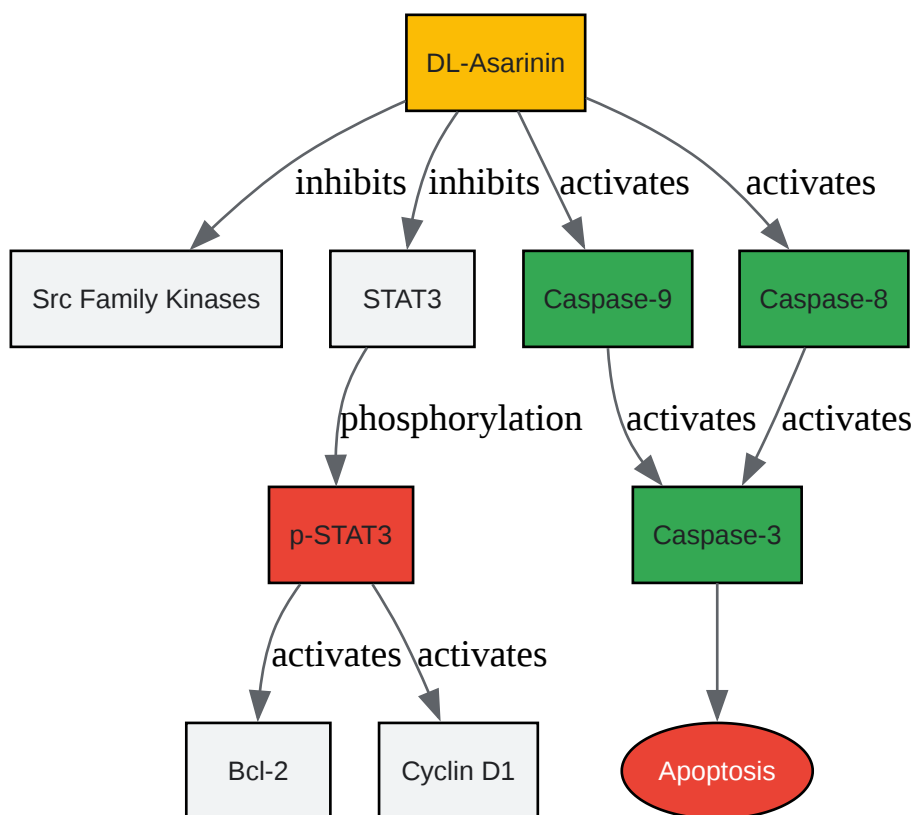 DL-Asarinin
inhibits
inhibits
activates
activates
Src Family Kinases
STAT3
Caspase-9
Caspase-8
phosphorylation
activates
activates
p-STAT3
Caspase-3
activates
activates
Bcl-2
Cyclin D1
Apoptosis